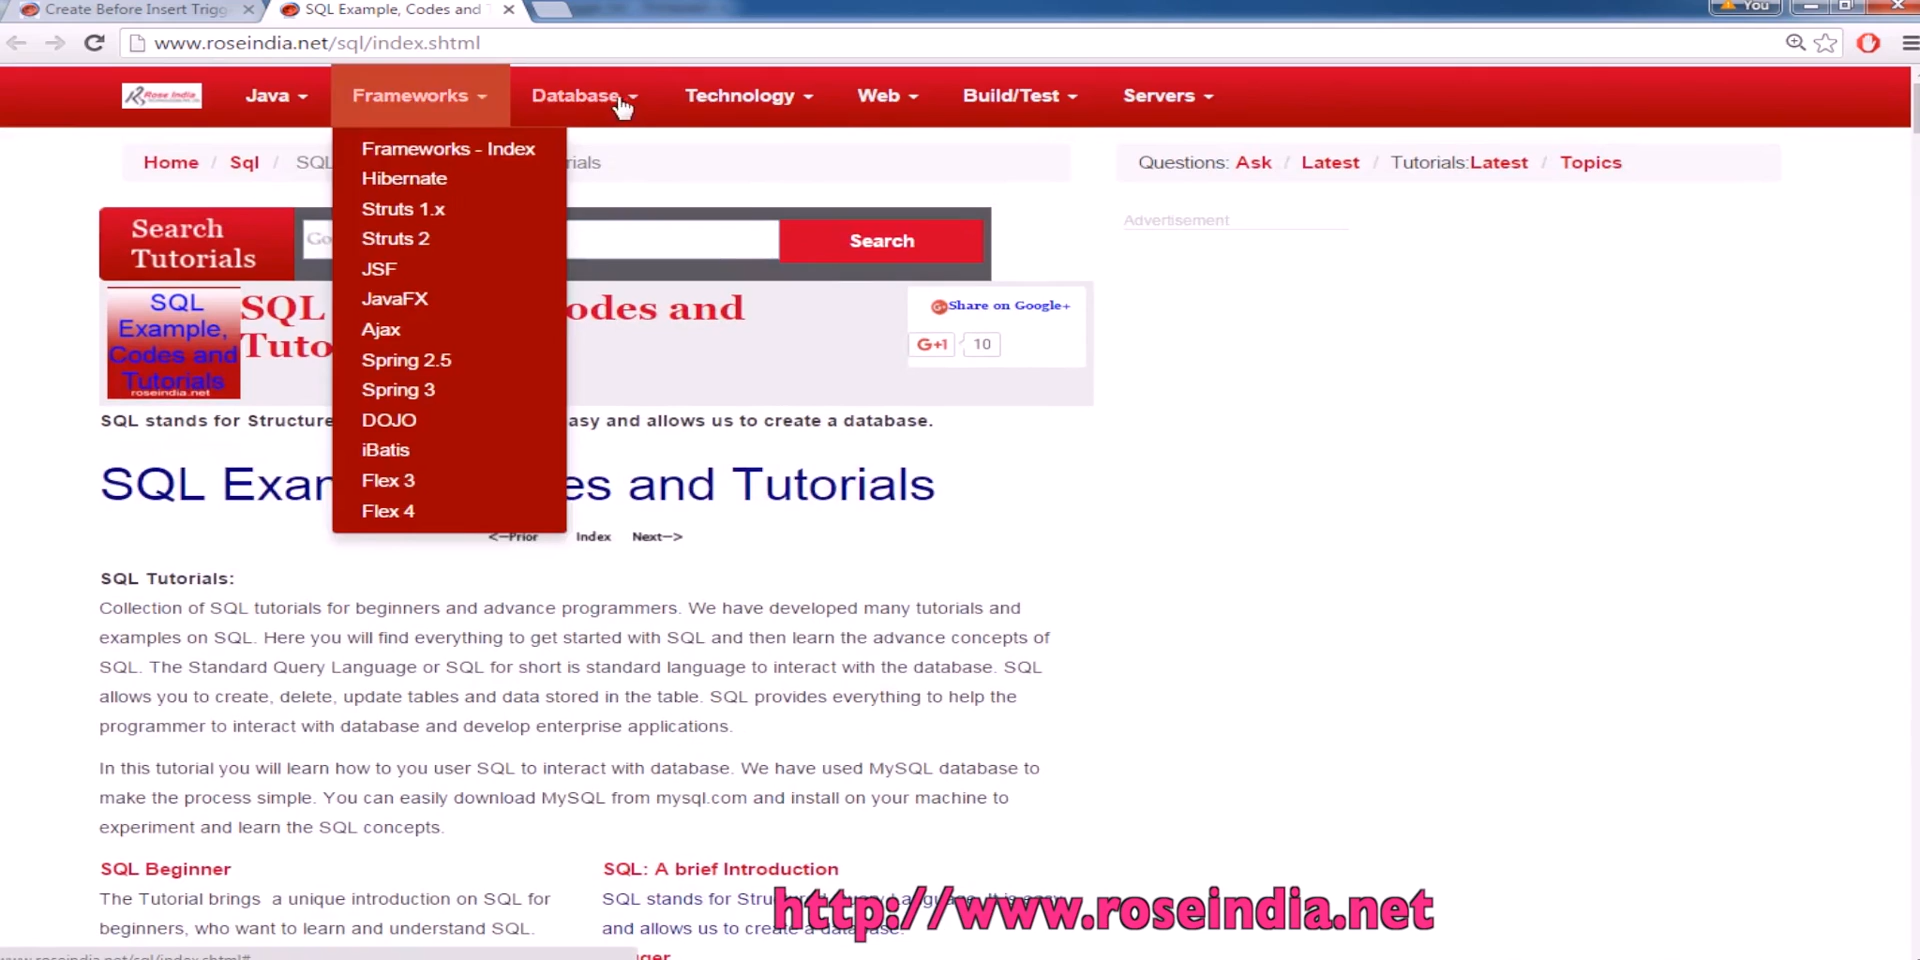 Create Before Insert Trigg
SQL Example, Codes and T
You
www.roseindia.net/sql/index.shtml
Rose India
Java
Frameworks
Database
Technology
Web
Build/Test
Servers
Frameworks - Index
Hibernate
Struts 1.x
Struts 2
JSF
JavaFX
Ajax
Spring 2.5
Spring 3
DOJO
iBatis
Flex 3
Flex 4
Home / Sql / SQL
Questions: Ask / Latest / Tutorials:Latest / Topics
Search
Tutorials
Go
Search
Advertisement
SQL
Example,
Codes and
Tutorials
roseindia.net
SQL odes and
Tuto
Share on Google+
G+1 10
SQL stands for Structure asy and allows us to create a database.
SQL Exam es and Tutorials
<--Prior Index Next-->
SQL Tutorials:
Collection of SQL tutorials for beginners and advance programmers. We have developed many tutorials and
examples on SQL. Here you will find everything to get started with SQL and then learn the advance concepts of
SQL. The Standard Query Language or SQL for short is standard language to interact with the database. SQL
allows you to create, delete, update tables and data stored in the table. SQL provides everything to help the
programmer to interact with database and develop enterprise applications.
In this tutorial you will learn how to you user SQL to interact with database. We have used MySQL database to
make the process simple. You can easily download MySQL from mysql.com and install on your machine to
experiment and learn the SQL concepts.
SQL Beginner
The Tutorial brings a unique introduction on SQL for
beginners, who want to learn and understand SQL.
SQL: A brief Introduction
SQL stands for Structured Query Language. It is easy
and allows us to create a database.
http://www.roseindia.net
www.roseindia.net/sql/index.shtml#